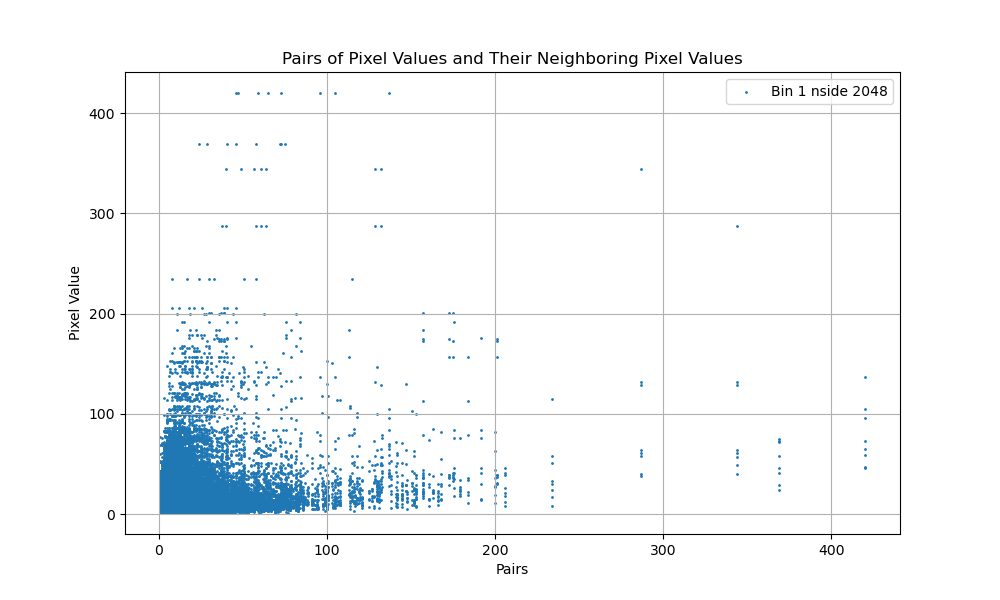 Pairs of Pixel Values and Their Neighboring Pixel Values
Bin 1 nside 2048
400
300
200
100
0
Pixel Value
0 100 200 300 400
Pairs